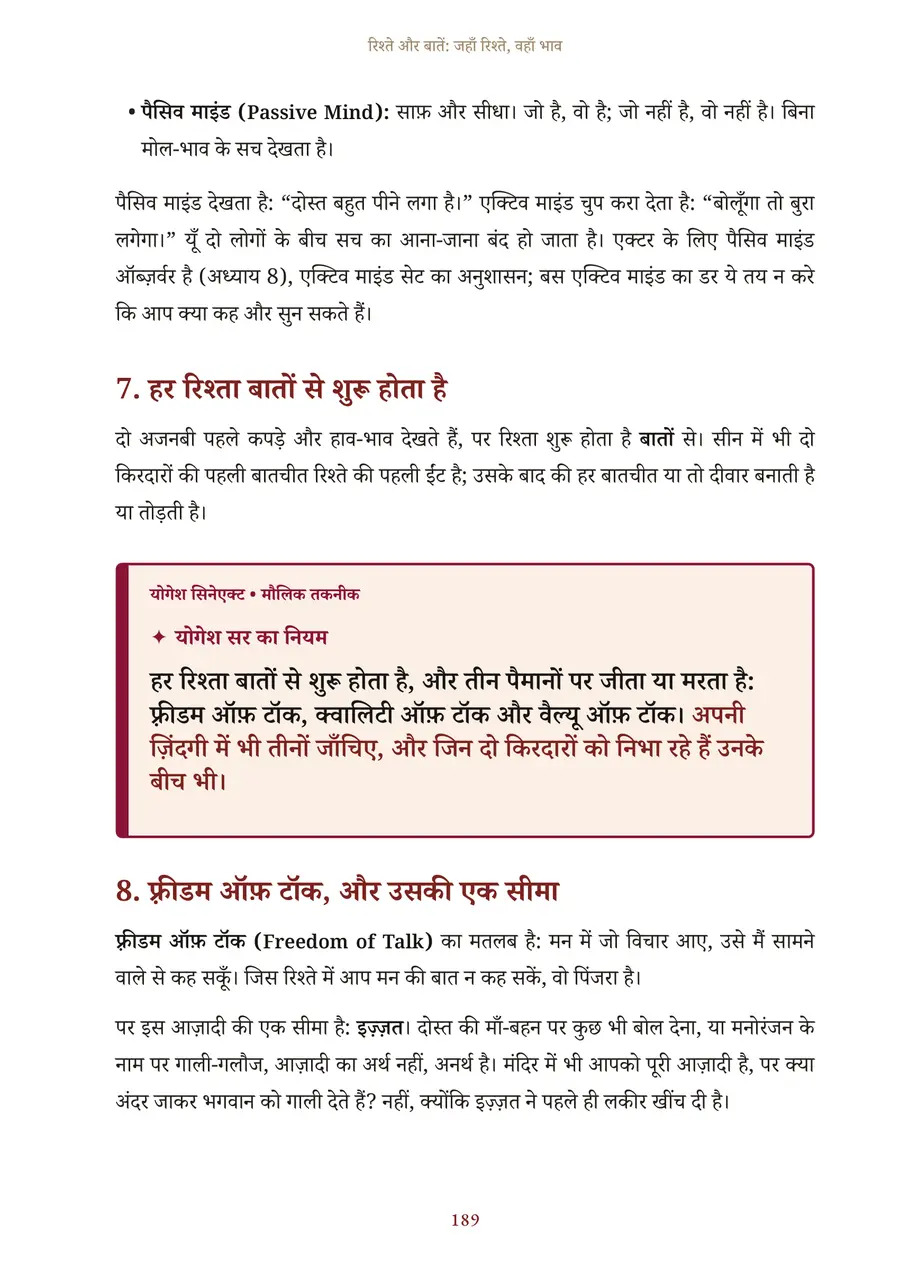 रिश्ते और बातें: जहाँ रिश्ते, वहाँ भाव
• पैसिव माइंड (Passive Mind): साफ़ और सीधा। जो है, वो है; जो नहीं है, वो नहीं है। बिना
मोल-भाव के सच देखता है।
पैसिव माइंड देखता है: “दोस्त बहुत पीने लगा है।” एक्टिव माइंड चुप करा देता है: “बोलूँगा तो बुरा
लगेगा।” यूँ दो लोगों के बीच सच का आना-जाना बंद हो जाता है। एक्टर के लिए पैसिव माइंड
ऑब्ज़र्वर है (अध्याय 8), एक्टिव माइंड सेट का अनुशासन; बस एक्टिव माइंड का डर ये तय न करे
कि आप क्या कह और सुन सकते हैं।
7. हर रिश्ता बातों से शुरू होता है
दो अजनबी पहले कपड़े और हाव-भाव देखते हैं, पर रिश्ता शुरू होता है बातों से। सीन में भी दो
किरदारों की पहली बातचीत रिश्ते की पहली ईंट है; उसके बाद की हर बातचीत या तो दीवार बनाती है
या तोड़ती है।
योगेश सिनेएक्ट • मौलिक तकनीक
✦ योगेश सर का नियम
हर रिश्ता बातों से शुरू होता है, और तीन पैमानों पर जीता या मरता है:
फ़्रीडम ऑफ़ टॉक, क्वालिटी ऑफ़ टॉक और वैल्यू ऑफ़ टॉक। अपनी
ज़िंदगी में भी तीनों जाँचिए, और जिन दो किरदारों को निभा रहे हैं उनके
बीच भी।
8. फ़्रीडम ऑफ़ टॉक, और उसकी एक सीमा
फ़्रीडम ऑफ़ टॉक (Freedom of Talk) का मतलब है: मन में जो विचार आए, उसे मैं सामने
वाले से कह सकूँ। जिस रिश्ते में आप मन की बात न कह सकें, वो पिंजरा है।
पर इस आज़ादी की एक सीमा है: इज़्ज़त। दोस्त की माँ-बहन पर कुछ भी बोल देना, या मनोरंजन के
नाम पर गाली-गलौज, आज़ादी का अर्थ नहीं, अनर्थ है। मंदिर में भी आपको पूरी आज़ादी है, पर क्या
अंदर जाकर भगवान को गाली देते हैं? नहीं, क्योंकि इज़्ज़त ने पहले ही लकीर खींच दी है।
189